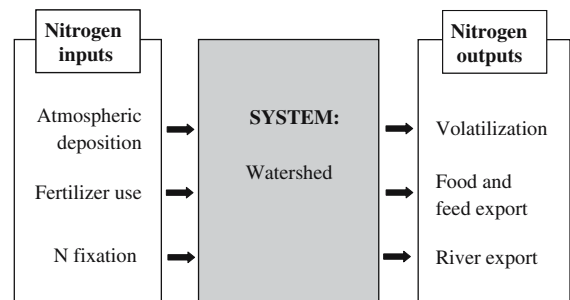 Nitrogen
inputs
Atmospheric
deposition
Fertilizer use
N fixation
SYSTEM:
Watershed
Nitrogen
outputs
Volatilization
Food and
feed export
River export